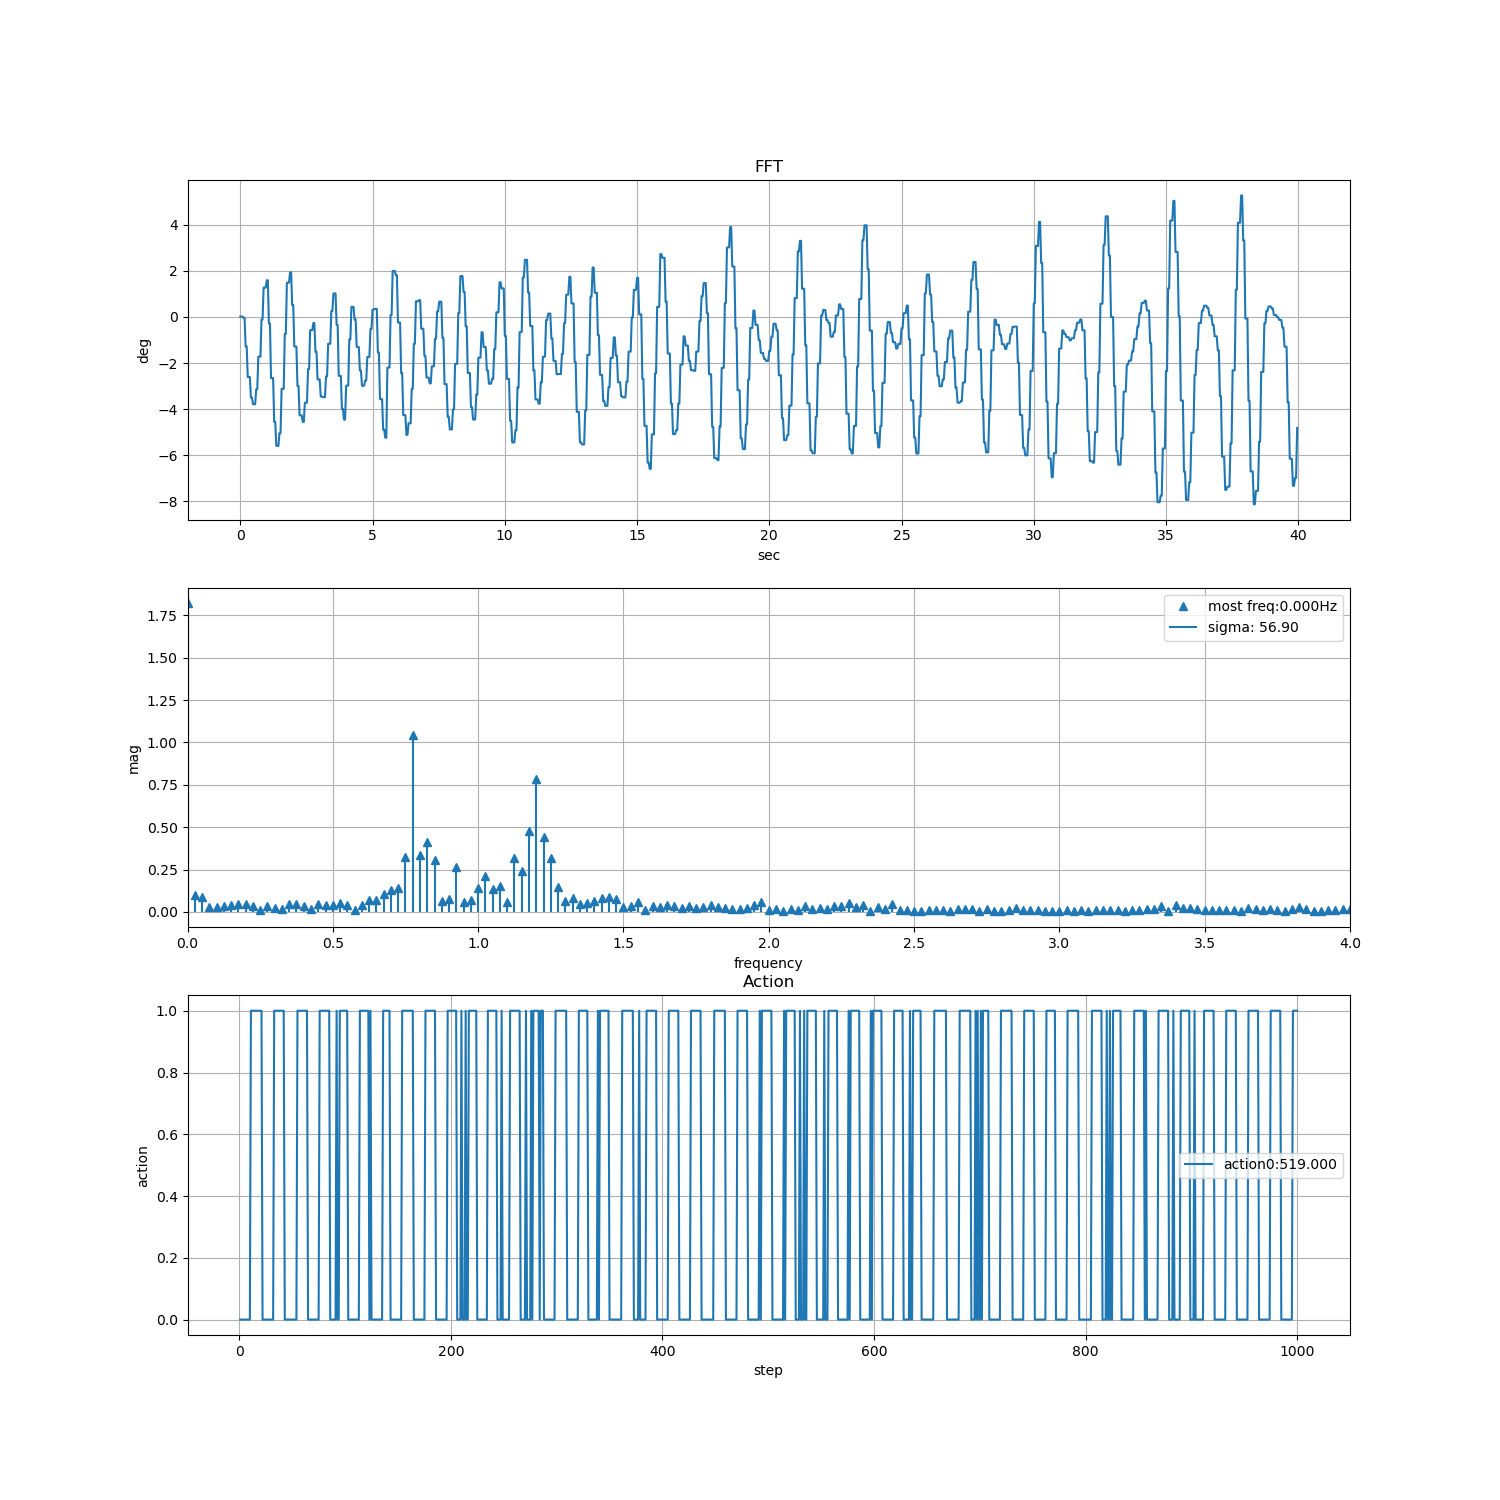 FFT
4
2
0
−2
−4
−6
−8
deg
0 5 10 15 20 25 30 35 40
sec
1.75
1.50
1.25
1.00
0.75
0.50
0.25
0.00
mag
most freq:0.000Hz
sigma: 56.90
0.0 0.5 1.0 1.5 2.0 2.5 3.0 3.5 4.0
frequency
Action
1.0
0.8
0.6
0.4
0.2
0.0
action
action0:519.000
0 200 400 600 800 1000
step